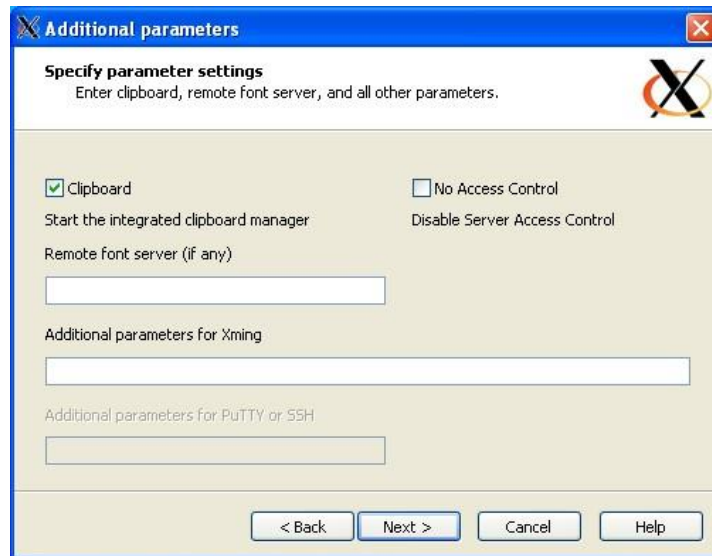 Additional parameters
Specify parameter settings
Enter clipboard, remote font server, and all other parameters.
Clipboard
No Access Control
Start the integrated clipboard manager
Disable Server Access Control
Remote font server (if any)
Additional parameters for Xming
Additional parameters for PuTTY or SSH
< Back
Next >
Cancel
Help